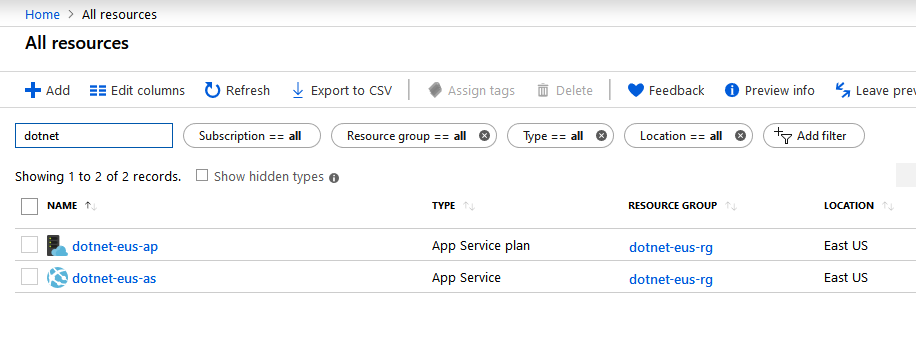 Home > All resources
All resources
Add Edit columns Refresh Export to CSV Assign tags Delete Feedback Preview info Leave prev
dotnet Subscription == all Resource group == all Type == all Location == all Add filter
Showing 1 to 2 of 2 records. Show hidden types
NAME TYPE RESOURCE GROUP LOCATION
dotnet-eus-ap App Service plan dotnet-eus-rg East US
dotnet-eus-as App Service dotnet-eus-rg East US